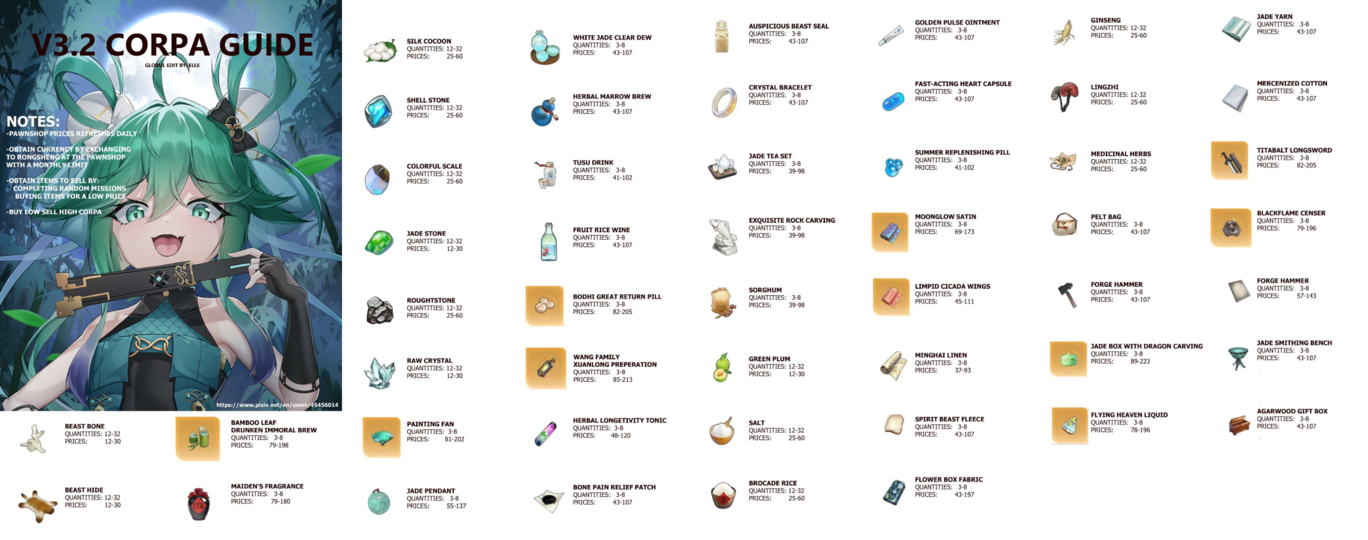 V3.2 CORPA GUIDE
GLOBUL EDIT BY ELLE
NOTES:
-PAWNSHOP PRICES REFRESHES DAILY
-OBTAIN CURRENCY BY EXCHANGING
TO RONGSHENG AT THE PAWNSHOP
WITH A MONTHLY LIMIT
-OBTAIN ITEMS TO SELL BY:
COMPLETING RANDOM MISSIONS
BUYING ITEMS FOR A LOW PRICE
-BUY LOW SELL HIGH CORPA
https://www.pixiv.net/en/users/45456014
BEAST BONE
QUANTITIES: 12-32
PRICES: 12-30
BEAST HIDE
QUANTITIES: 12-32
PRICES: 12-30
BAMBOO LEAF
DRUNKEN IMMORAL BREW
QUANTITIES: 3-8
PRICES: 79-198
MAIDEN'S FRAGRANCE
QUANTITIES: 3-8
PRICES: 79-180
SILK COCOON
QUANTITIES: 12-32
PRICES: 25-60
SHELL STONE
QUANTITIES: 12-32
PRICES: 25-60
COLORFUL SCALE
QUANTITIES: 12-32
PRICES: 25-60
JADE STONE
QUANTITIES: 12-32
PRICES: 12-30
ROUGHTSTONE
QUANTITIES: 12-32
PRICES: 25-60
RAW CRYSTAL
QUANTITIES: 12-32
PRICES: 12-30
PAINTING FAN
QUANTITIES: 3-8
PRICES: 81-202
JADE PENDANT
QUANTITIES: 3-8
PRICES: 55-137
WHITE JADE CLEAR DEW
QUANTITIES: 3-8
PRICES: 43-107
HERBAL MARROW BREW
QUANTITIES: 3-8
PRICES: 43-107
TUSU DRINK
QUANTITIES: 3-8
PRICES: 41-102
FRUIT RICE WINE
QUANTITIES: 3-8
PRICES: 43-107
BODHI GREAT RETURN PILL
QUANTITIES: 3-8
PRICES: 82-205
WANG FAMILY
XUANLONG PREPERATION
QUANTITIES: 3-8
PRICES: 85-213
HERBAL LONGETIVITY TONIC
QUANTITIES: 3-8
PRICES: 48-120
BONE PAIN RELIEF PATCH
QUANTITIES: 3-8
PRICES: 43-107
AUSPICIOUS BEAST SEAL
QUANTITIES: 3-8
PRICES: 43-107
CRYSTAL BRACELET
QUANTITIES: 3-8
PRICES: 43-107
JADE TEA SET
QUANTITIES: 3-8
PRICES: 39-98
EXQUISITE ROCK CARVING
QUANTITIES: 3-8
PRICES: 39-98
SORGHUM
QUANTITIES: 3-8
PRICES: 39-98
GREEN PLUM
QUANTITIES: 12-32
PRICES: 12-30
SALT
QUANTITIES: 12-32
PRICES: 25-60
BROCADE RICE
QUANTITIES: 12-32
PRICES: 25-60
GOLDEN PULSE OINTMENT
QUANTITIES: 3-8
PRICES: 43-107
FAST-ACTING HEART CAPSULE
QUANTITIES: 3-8
PRICES: 43-107
SUMMER REPLENISHING PILL
QUANTITIES: 3-8
PRICES: 41-102
MOONGLOW SATIN
QUANTITIES: 3-8
PRICES: 69-173
LIMPID CICADA WINGS
QUANTITIES: 3-8
PRICES: 45-111
MINGHAI LINEN
QUANTITIES: 3-8
PRICES: 37-93
SPIRIT BEAST FLEECE
QUANTITIES: 3-8
PRICES: 43-107
FLOWER BOX FABRIC
QUANTITIES: 3-8
PRICES: 43-197
GINSENG
QUANTITIES: 12-32
PRICES: 25-60
LINGZHI
QUANTITIES: 12-32
PRICES: 25-60
MEDICINAL HERBS
QUANTITIES: 12-32
PRICES: 25-60
PELT BAG
QUANTITIES: 3-8
PRICES: 43-107
FORGE HAMMER
QUANTITIES: 3-8
PRICES: 43-107
JADE BOX WITH DRAGON CARVING
QUANTITIES: 3-8
PRICES: 89-223
FLYING HEAVEN LIQUID
QUANTITIES: 3-8
PRICES: 78-196
JADE YARN
QUANTITIES: 3-8
PRICES: 43-107
MERCENIZED COTTON
QUANTITIES: 3-8
PRICES: 43-107
TITABALT LONGSWORD
QUANTITIES: 3-8
PRICES: 82-205
BLACKFLAME CENSER
QUANTITIES: 3-8
PRICES: 79-196
FORGE HAMMER
QUANTITIES: 3-8
PRICES: 57-143
JADE SMITHING BENCH
QUANTITIES: 3-8
PRICES: 43-107
AGARWOOD GIFT BOX
QUANTITIES: 3-8
PRICES: 43-107